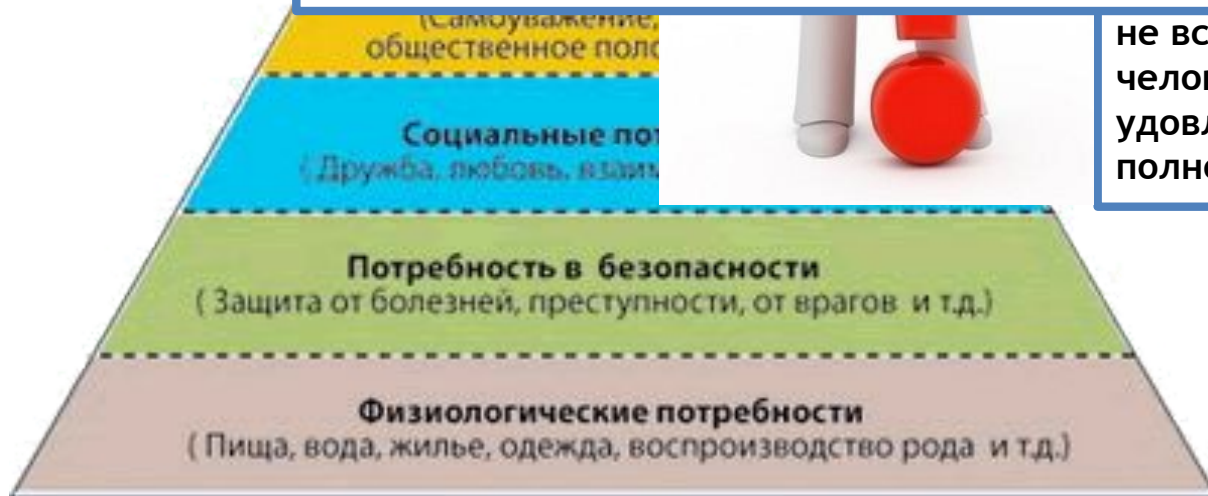 (Самоуважение,
общественное поло
Социальные пот
( Дружба, любовь, взаим
не вс
чело
удовл
полно
Потребность в безопасности
( Защита от болезней, преступности, от врагов и т.д.)
Физиологические потребности
( Пища, вода, жилье, одежда, воспроизводство рода и т.д.)